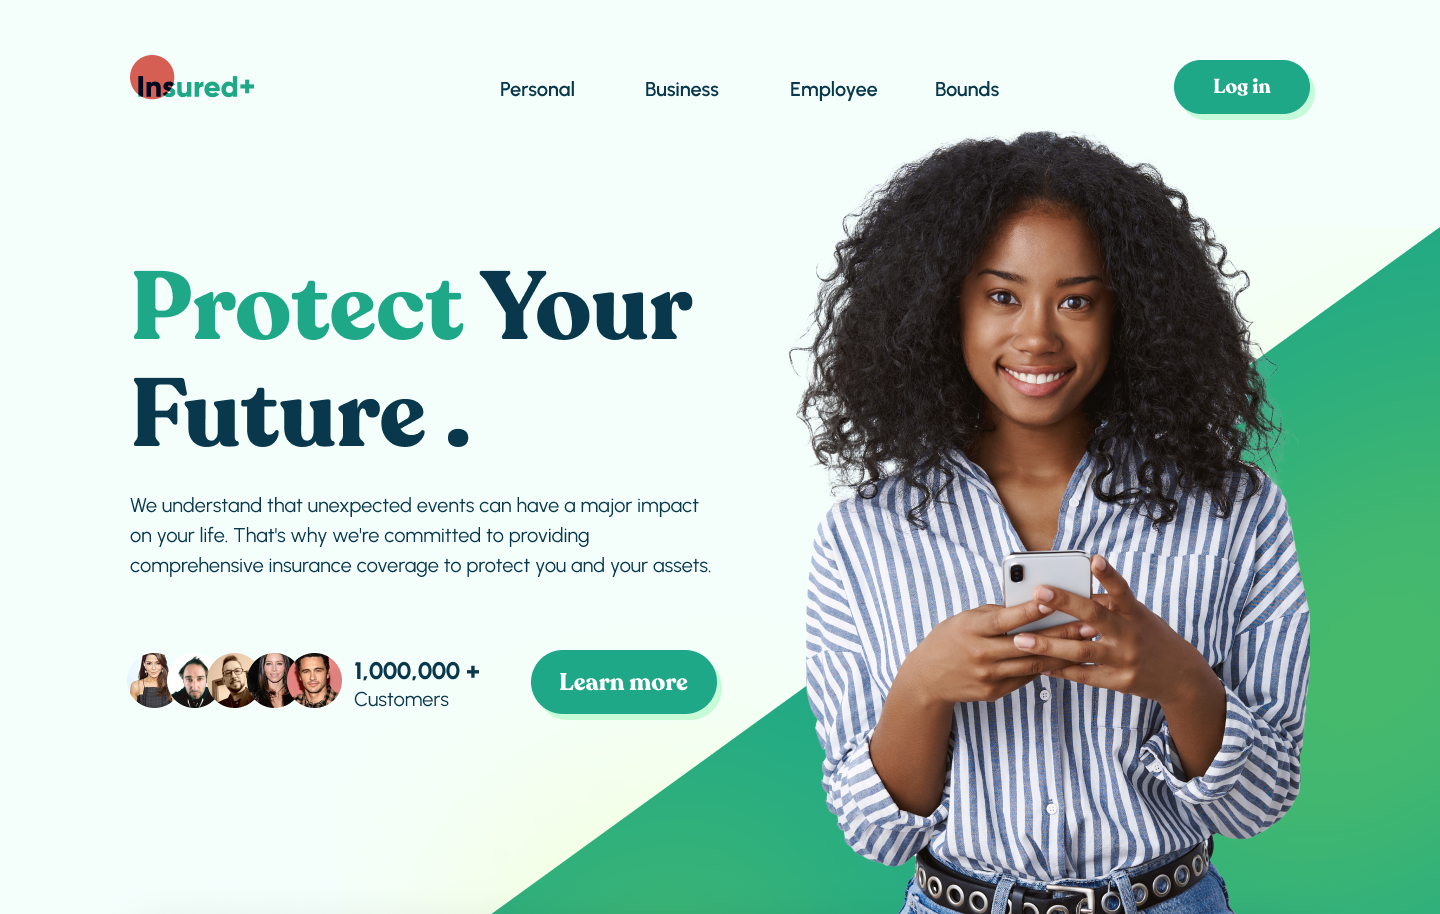 Insured+
Personal Business Employee Bounds
Log in
Protect Your
Future .
We understand that unexpected events can have a major impact
on your life. That's why we're committed to providing
comprehensive insurance coverage to protect you and your assets.
1,000,000 +
Customers
Learn more